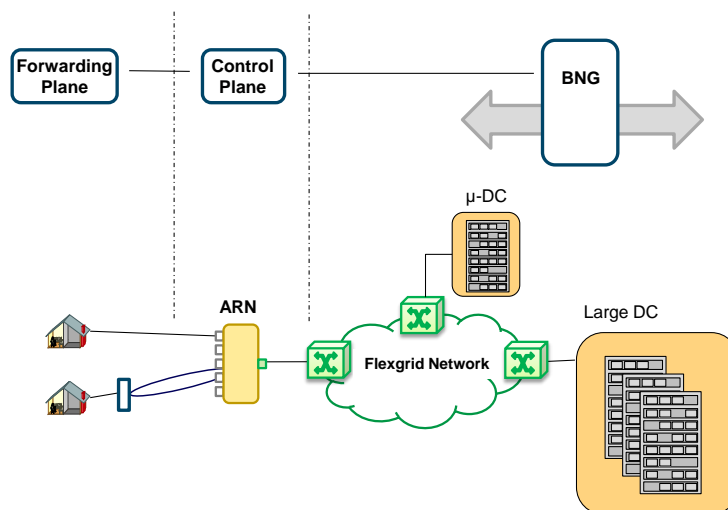 Forwarding
Plane
Control
Plane
BNG
µ-DC
ARN
Large DC
Flexgrid Network